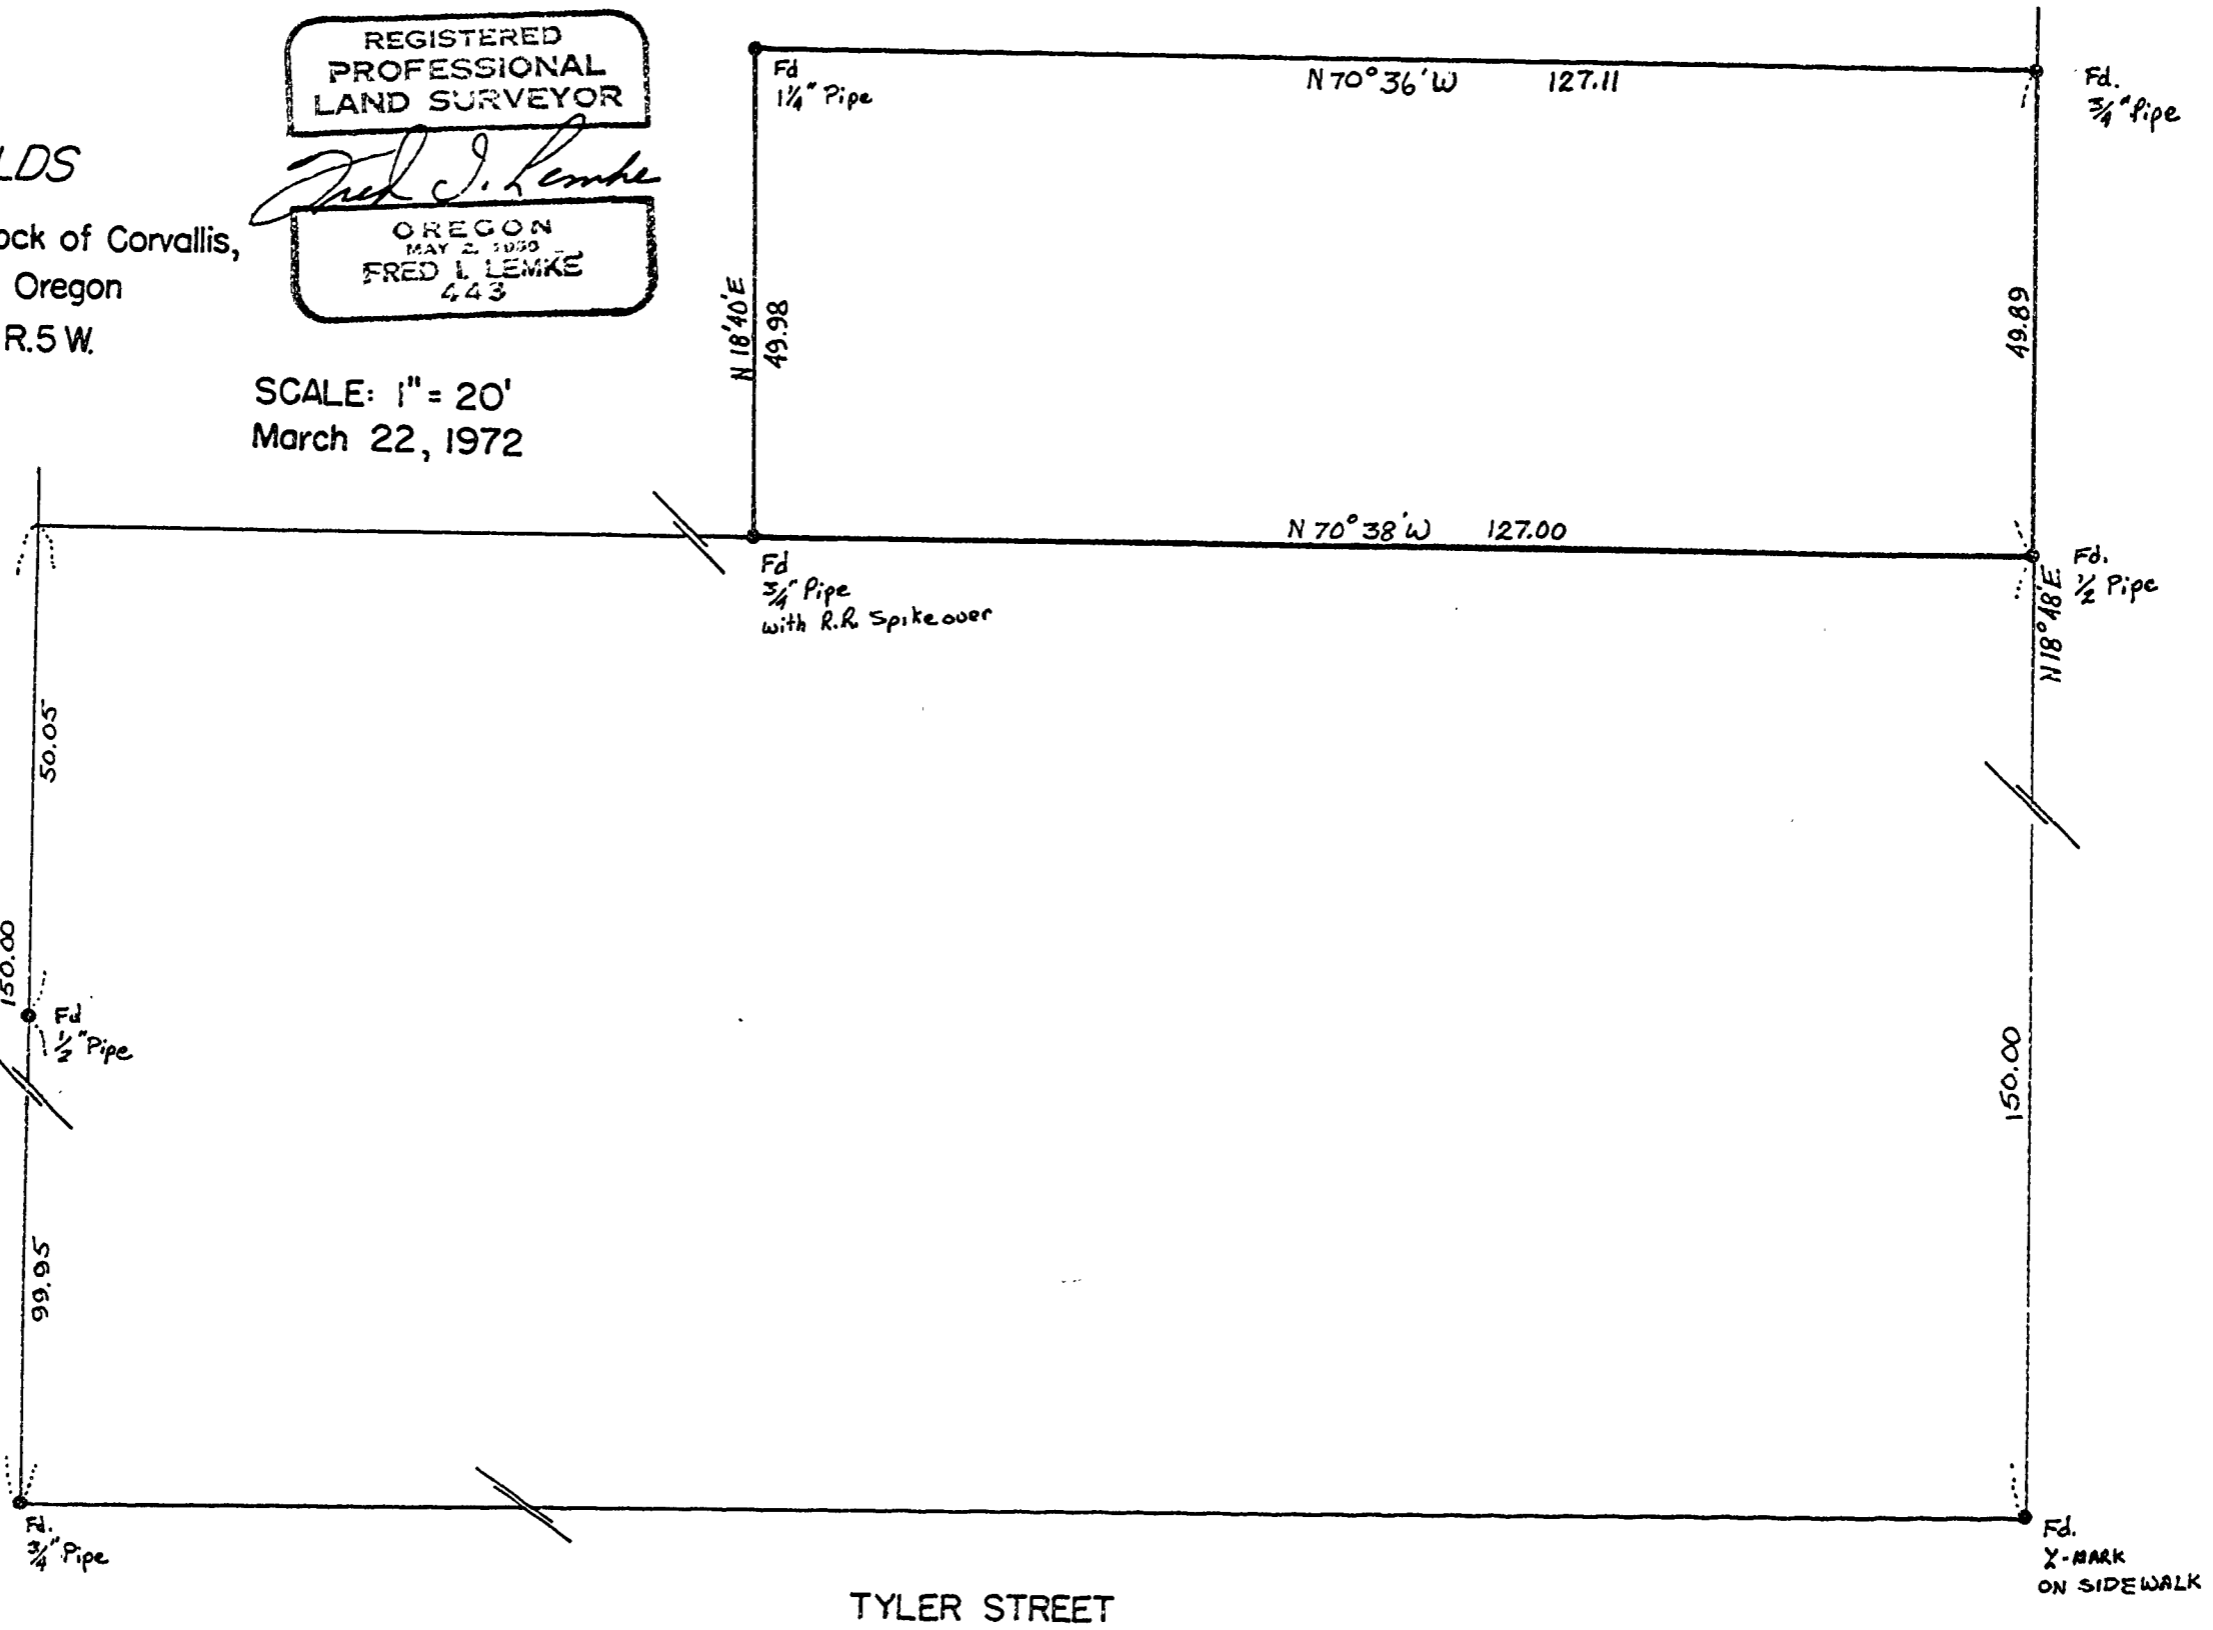 REGISTERED
PROFESSIONAL
LAND SURVEYOR
Fred I. Lemke
OREGON
FRED I. LEMKE
443
LDS
ock of Corvallis,
Oregon
R.5 W.
SCALE: 1" = 20'
March 22, 1972
Fd
1¼" Pipe
N 70° 36' W 127.11
Fd.
¾" Pipe
N 18' 40' E
49.98
49.89
N 70° 38' W 127.00
Fd
¾" Pipe
with R.R. Spike over
Fd.
½ Pipe
N 18° 48' E
50.05
150.00
Fd
½" Pipe
150.00
99.95
Fd.
¾" Pipe
Fd.
X-MARK
ON SIDEWALK
TYLER STREET